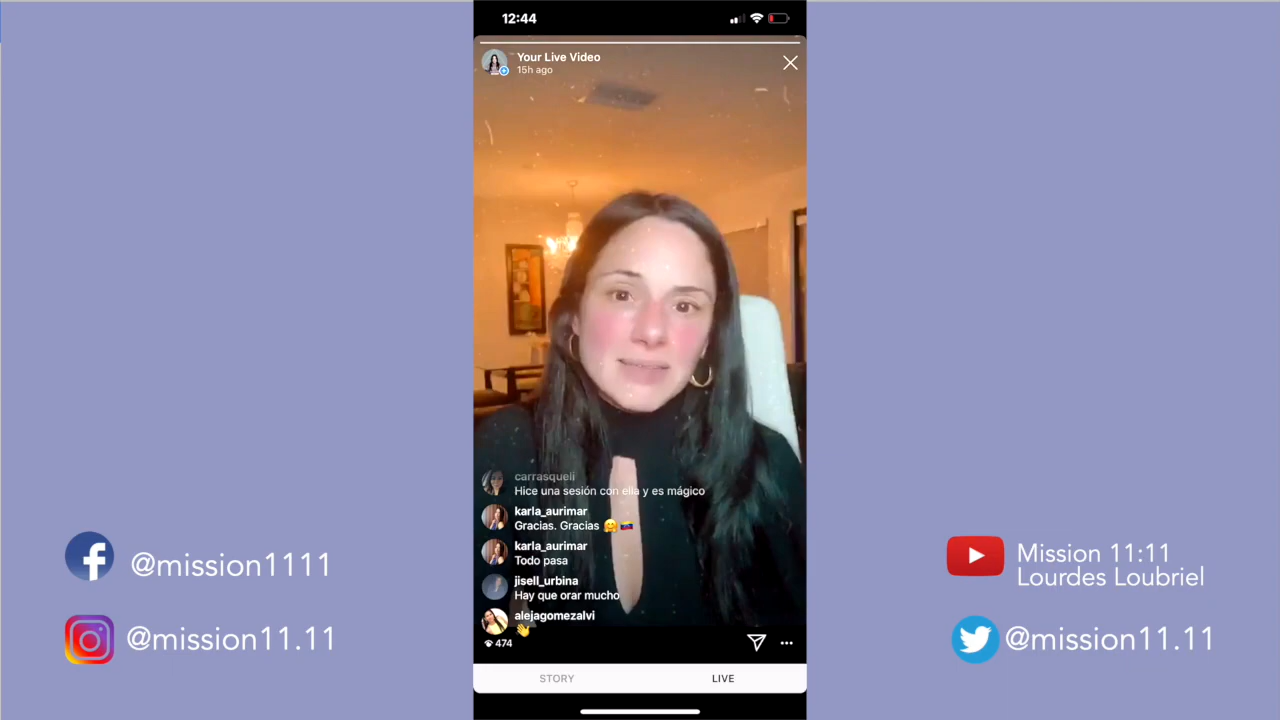 12:44
Your Live Video
15h ago
carrasqueli
Hice una sesión con ella y es mágico
karla_aurimar
Gracias. Gracias 🤗 🇻🇪
karla_aurimar
Todo pasa
jisell_urbina
Hay que orar mucho
alejagomezalvi
👋
474
STORY LIVE
@mission1111
@mission11.11
Mission 11:11
Lourdes Loubriel
@mission11.11